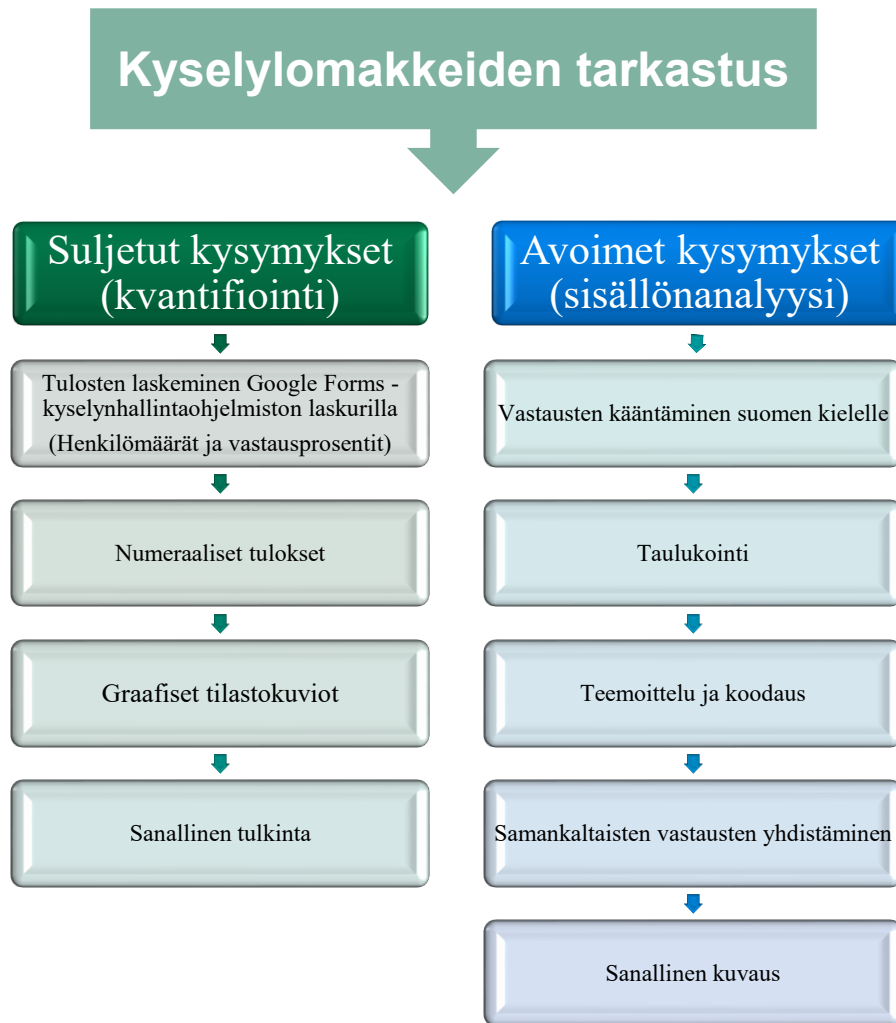 Kyselylomakkeiden tarkastus
Suljetut kysymykset
(kvantifiointi)
Tulosten laskeminen Google Forms -
kyselynhallintaohjelmiston laskurilla
(Henkilömäärät ja vastausprosentit)
Numeraaliset tulokset
Graafiset tilastokuviot
Sanallinen tulkinta
Avoimet kysymykset
(sisällönanalyysi)
Vastausten kääntäminen suomen kielelle
Taulukointi
Teemoittelu ja koodaus
Samankaltaisten vastausten yhdistäminen
Sanallinen kuvaus